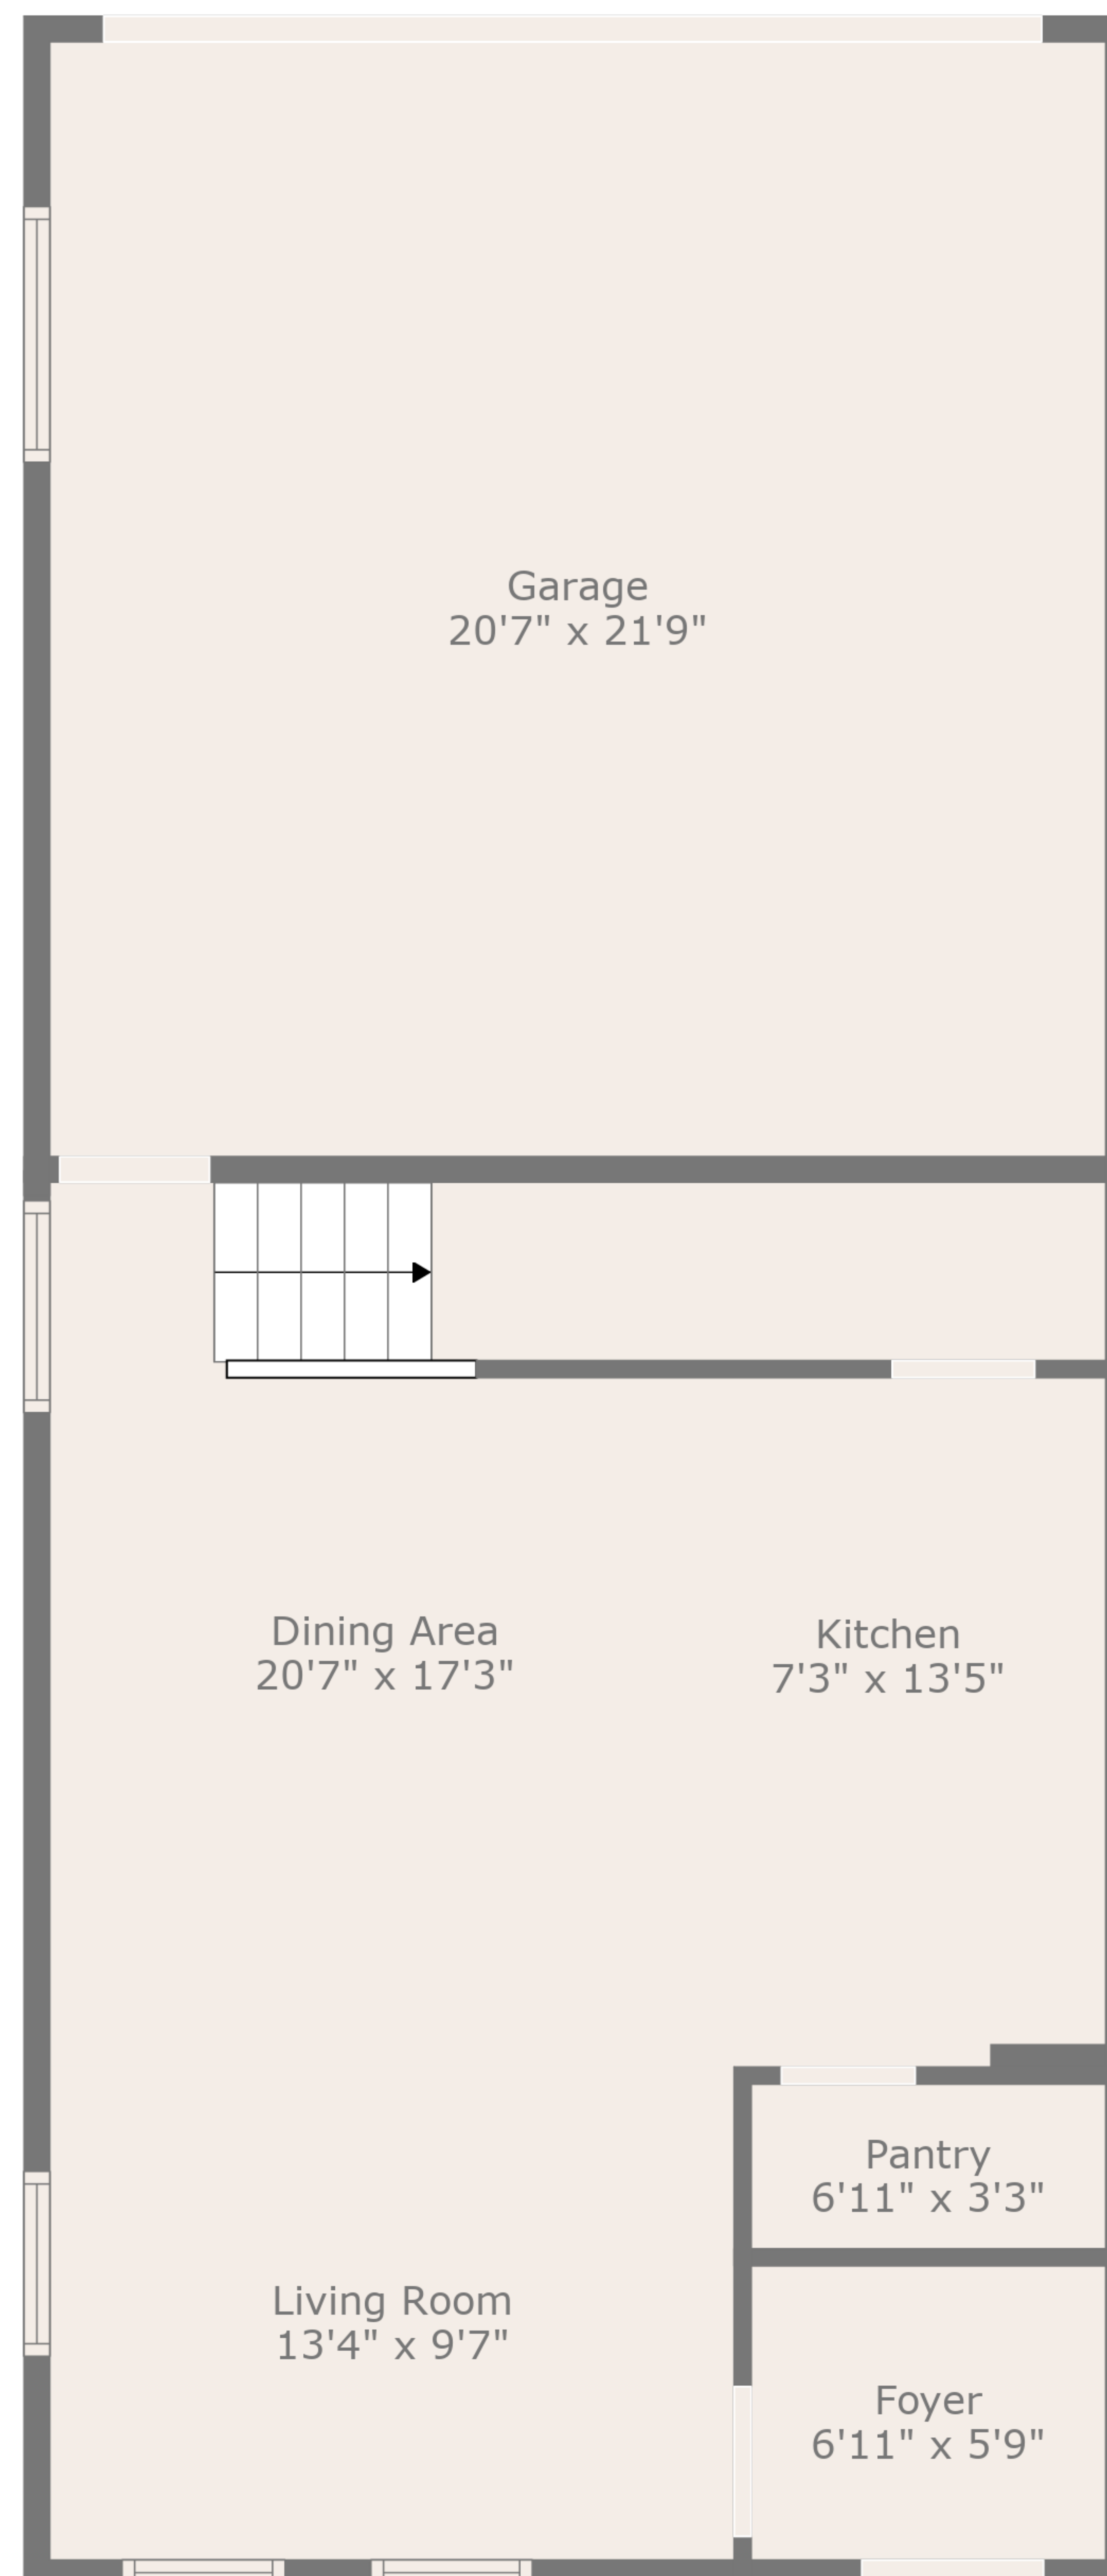 Garage
20'7" x 21'9"
Dining Area
20'7" x 17'3"
Kitchen
7'3" x 13'5"
Pantry
6'11" x 3'3"
Living Room
13'4" x 9'7"
Foyer
6'11" x 5'9"